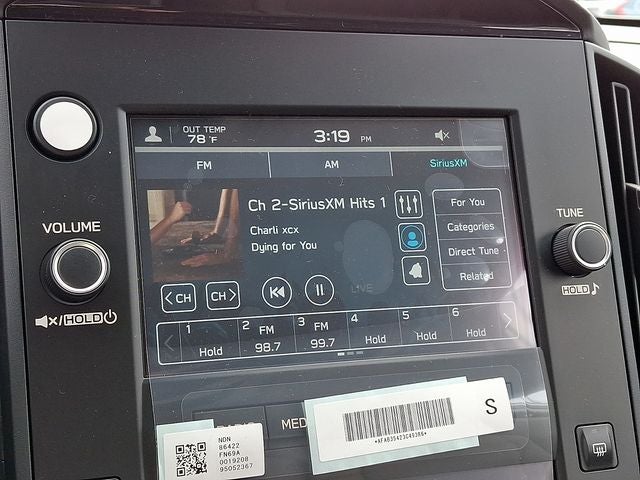 OUT TEMP
78 °F
3:19 PM
FM AM SiriusXM
Ch 2-SiriusXM Hits 1
Charli xcx
Dying for You
For You
Categories
Direct Tune
Related
VOLUME
TUNE
HOLD
HOLD
CH CH
LIVE
1 Hold
2 FM 98.7
3 FM 99.7
4 Hold
5 Hold
6 Hold
MED
S
NDN
86422
FN69A
0019208
95052367